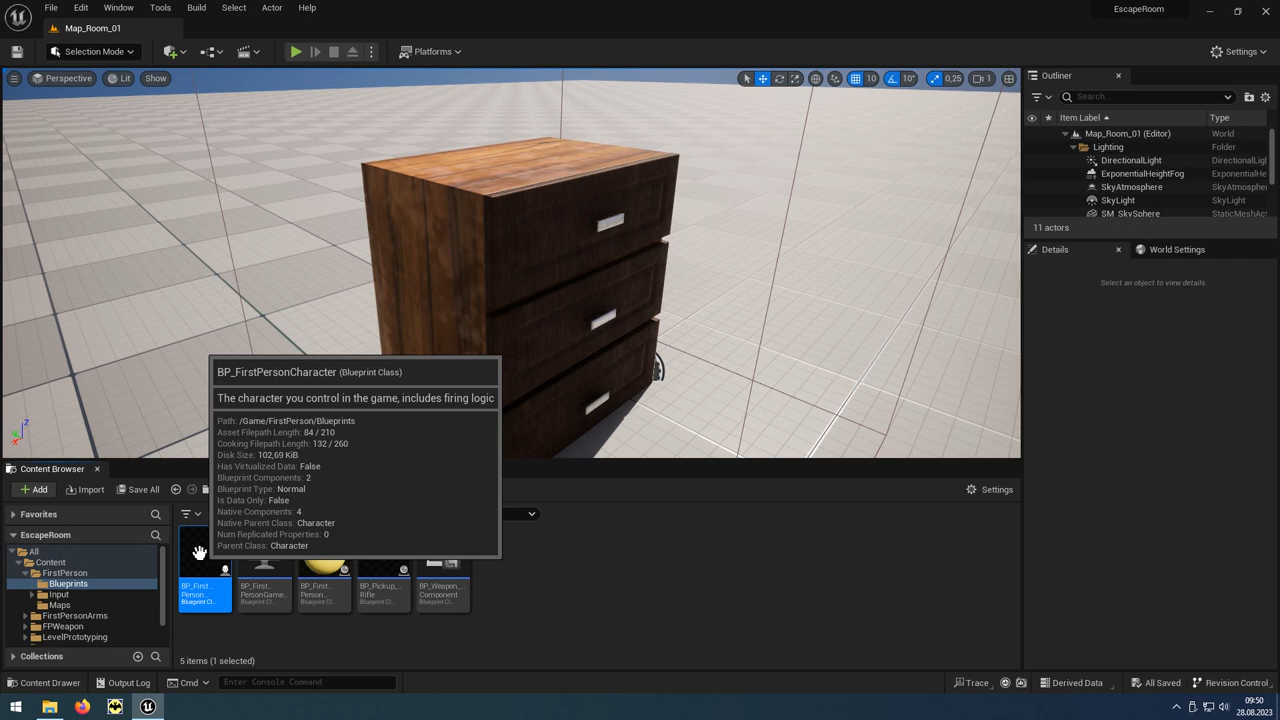 File Edit Window Tools Build Select Actor Help
EscapeRoom
Map_Room_01
Selection Mode
Platforms
Settings
Perspective Lit Show
10 10° 0,25 1
Outliner
Search...
Item Label Type
Map_Room_01 (Editor) World
Lighting Folder
DirectionalLight DirectionalLigh
ExponentialHeightFog ExponentialHe
SkyAtmosphere SkyAtmosphere
SkyLight SkyLight
SM_SkySphere StaticMeshAct
11 actors
Details World Settings
Select an object to view details.
BP_FirstPersonCharacter (Blueprint Class)
The character you control in the game, includes firing logic
Path: /Game/FirstPerson/Blueprints
Asset Filepath Length: 84 / 210
Cooking Filepath Length: 132 / 260
Disk Size: 102,69 KiB
Has Virtualized Data: False
Blueprint Components: 2
Blueprint Type: Normal
Is Data Only: False
Native Components: 4
Native Parent Class: Character
Num Replicated Properties: 0
Parent Class: Character
Content Browser
Add Import Save All
Settings
Favorites
EscapeRoom
All
Content
FirstPerson
Blueprints
Input
Maps
FirstPersonArms
FPWeapon
LevelPrototyping
Collections
BP_First...
Person...
Blueprint Cl...
BP_First...
PersonGame...
Blueprint Cl...
BP_First...
Person...
Blueprint Cl...
BP_Pickup_...
Rifle
Blueprint Cl...
BP_Weapon_...
Component
Blueprint Cl...
5 items (1 selected)
Content Drawer Output Log Cmd Enter Console Command
Trace Derived Data All Saved Revision Control
09:50
28.08.2023